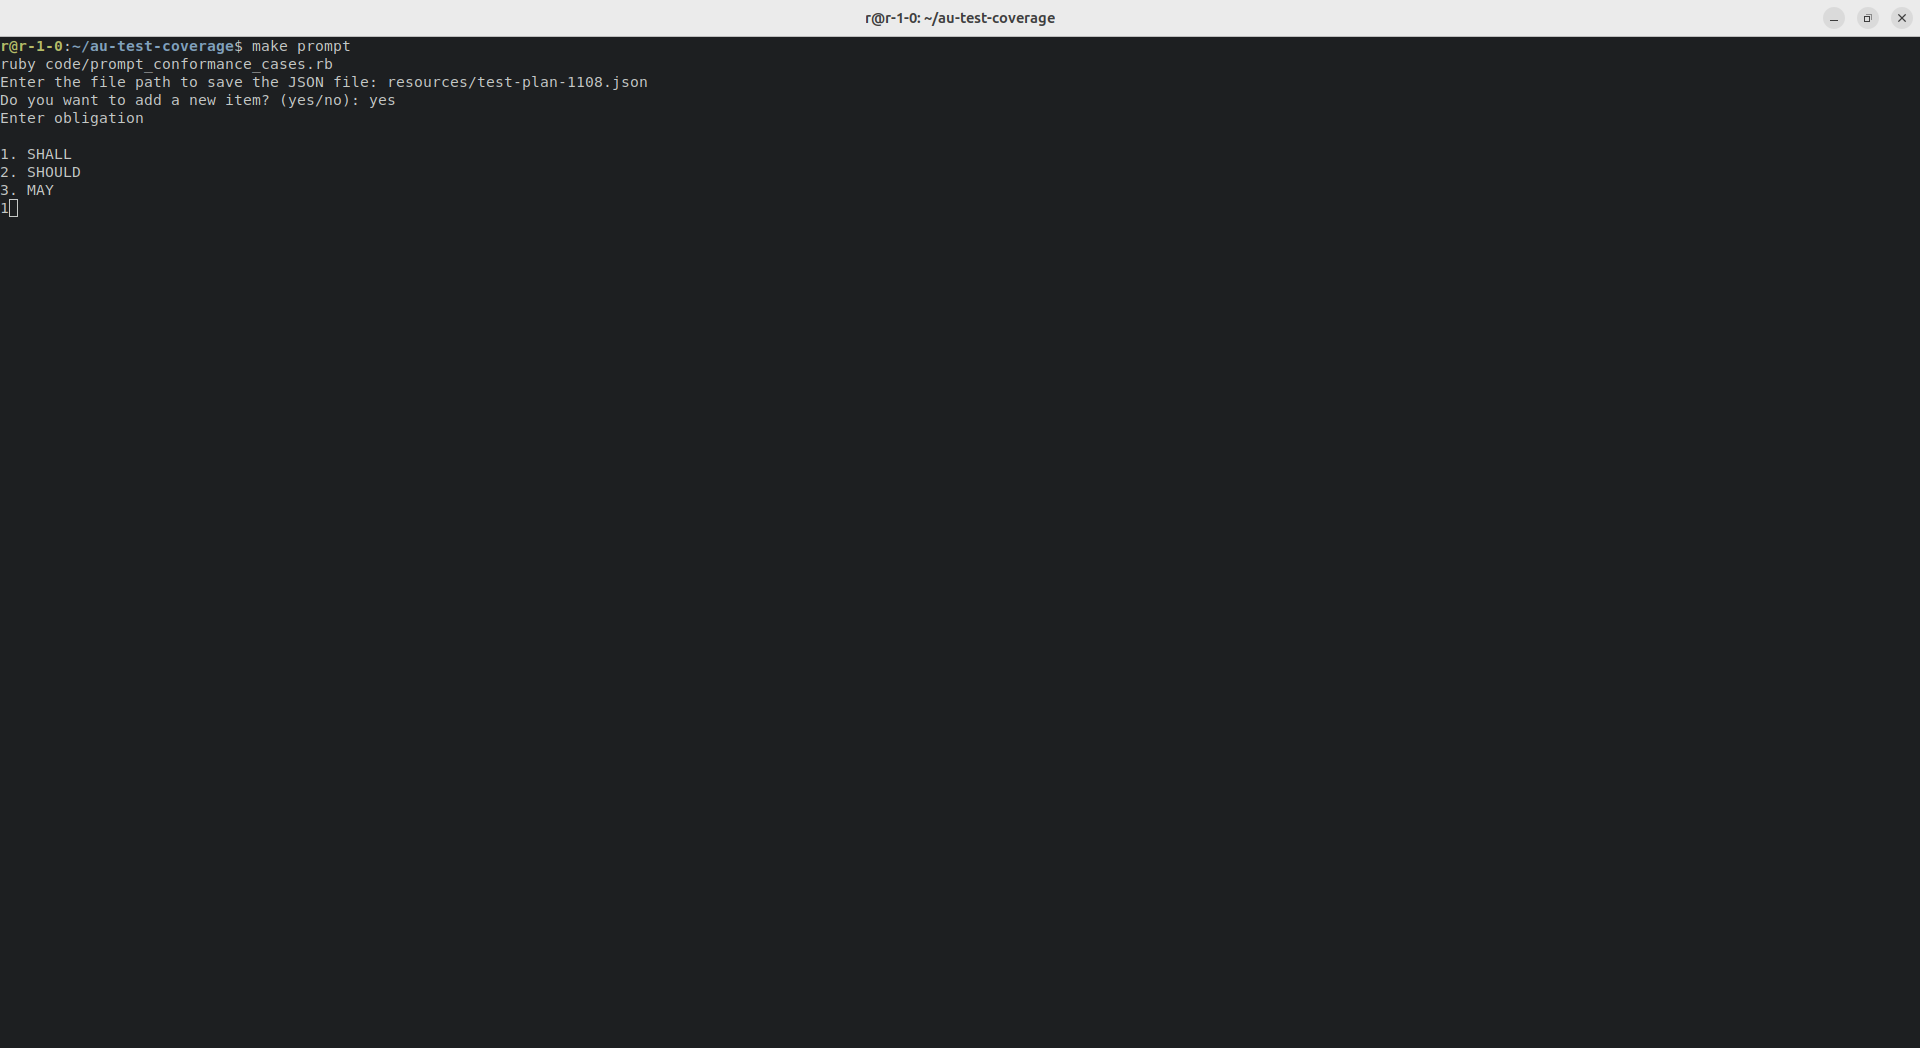 r@r-1-0: ~/au-test-coverage
r@r-1-0:~/au-test-coverage$ make prompt
ruby code/prompt_conformance_cases.rb
Enter the file path to save the JSON file: resources/test-plan-1108.json
Do you want to add a new item? (yes/no): yes
Enter obligation
1. SHALL
2. SHOULD
3. MAY
1